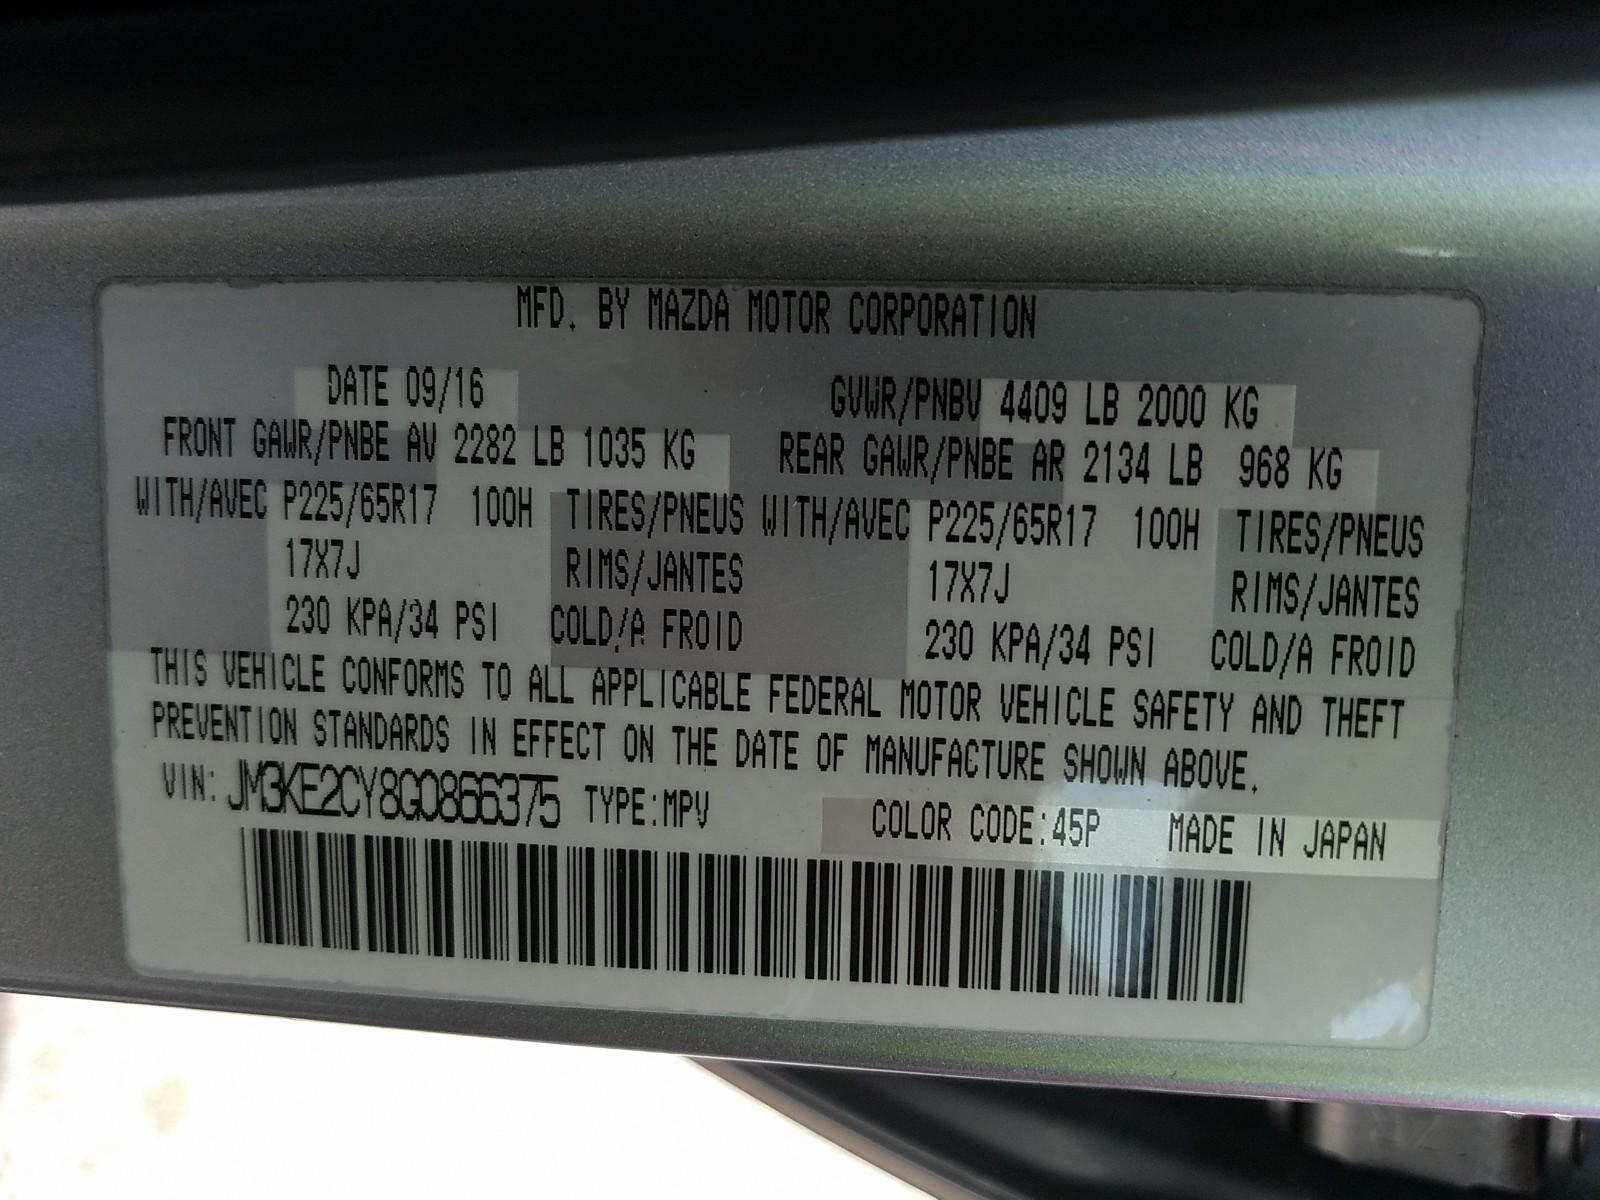 MFD. BY MAZDA MOTOR CORPORATION
DATE 09/16 GVWR/PNBV 4409 LB 2000 KG
FRONT GAWR/PNBE AV 2282 LB 1035 KG REAR GAWR/PNBE AR 2134 LB 968 KG
WITH/AVEC P225/65R17 100H TIRES/PNEUS WITH/AVEC P225/65R17 100H TIRES/PNEUS
17X7J RIMS/JANTES 17X7J RIMS/JANTES
230 KPA/34 PSI COLD/A FROID 230 KPA/34 PSI COLD/A FROID
THIS VEHICLE CONFORMS TO ALL APPLICABLE FEDERAL MOTOR VEHICLE SAFETY AND THEFT
PREVENTION STANDARDS IN EFFECT ON THE DATE OF MANUFACTURE SHOWN ABOVE.
VIN: JM3KE2CY8G0866375 TYPE:MPV COLOR CODE:45P MADE IN JAPAN